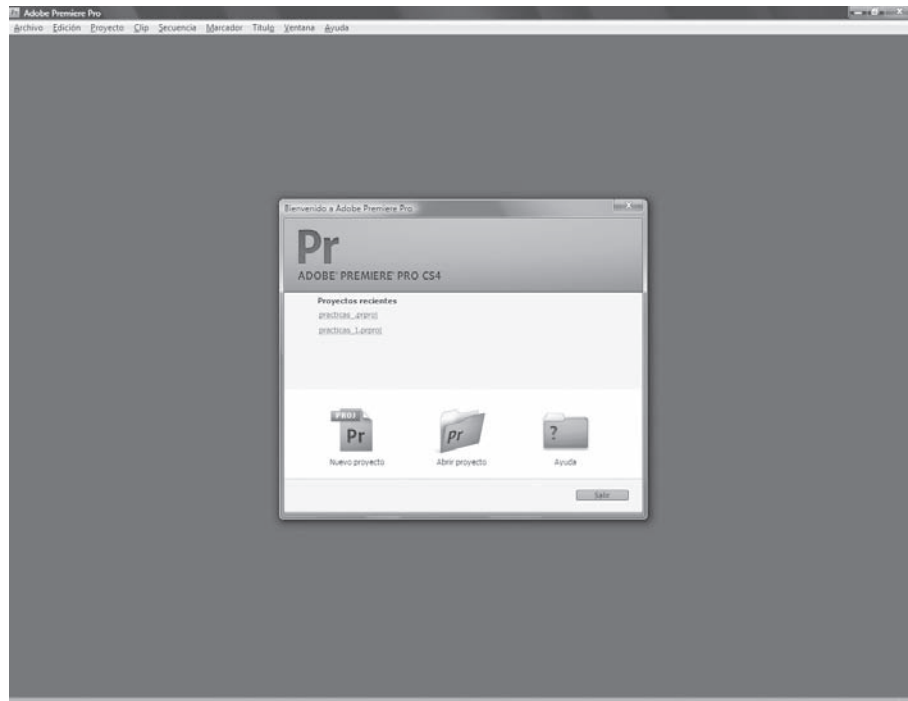 Adobe Premiere Pro
Archivo Edición Proyecto Clip Secuencia Marcador Título Ventana Ayuda
Bienvenido a Adobe Premiere Pro
Pr
ADOBE® PREMIERE® PRO CS4
Proyectos recientes
practicas_.prproj
practicas_1.prproj
PROJ
Pr
Pr
?
Nuevo proyecto Abrir proyecto Ayuda
Salir